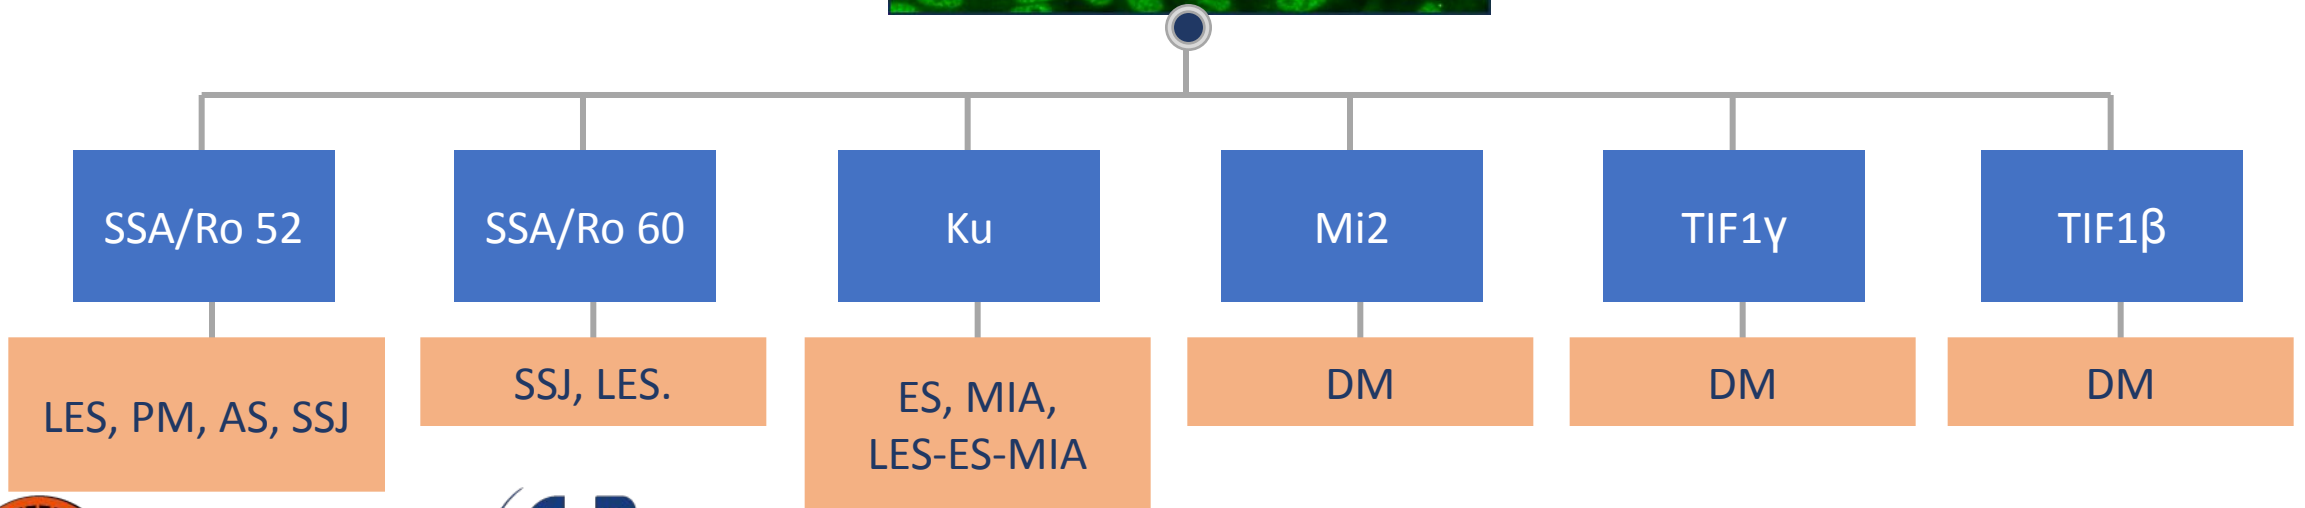 SSA/Ro 52
SSA/Ro 60
Ku
Mi2
TIF1γ
TIF1β
LES, PM, AS, SSJ
SSJ, LES.
ES, MIA,
LES-ES-MIA
DM
DM
DM